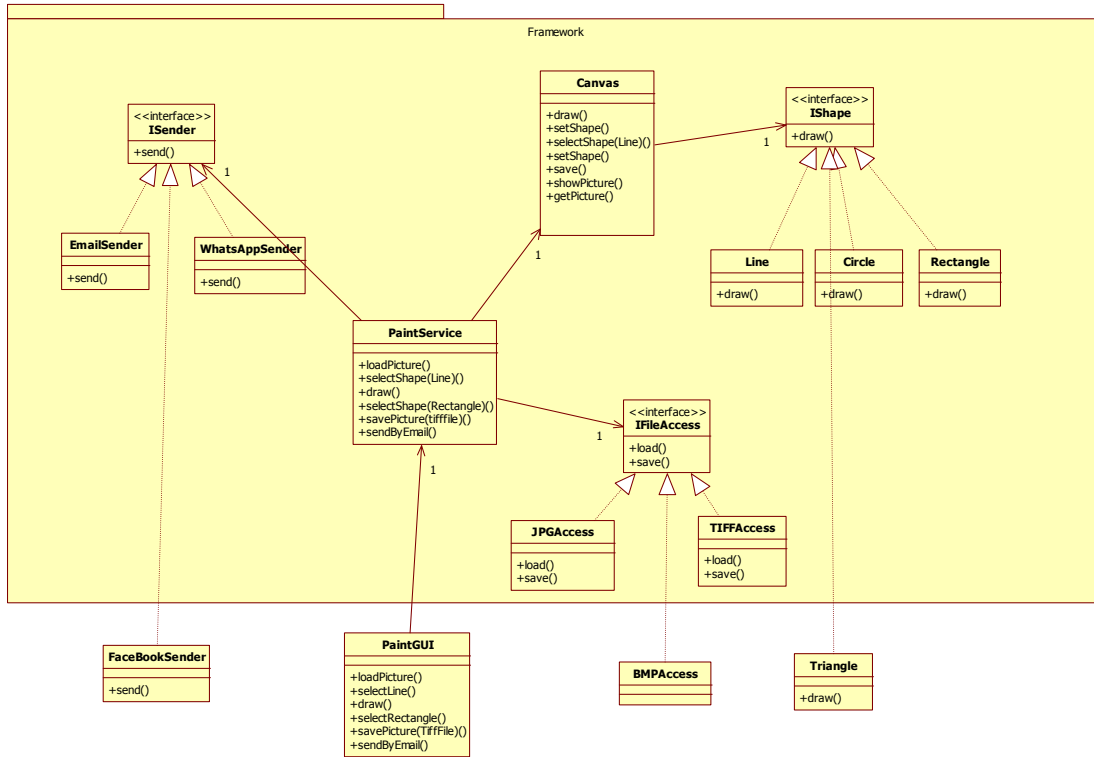 Framework
Canvas
+draw()
+setShape()
+selectShape(Line)()
+setShape()
+save()
+showPicture()
+getPicture()
<<interface>>
IShape
+draw()
1
<<interface>>
ISender
+send()
1
EmailSender
+send()
WhatsAppSender
+send()
1
Line
+draw()
Circle
+draw()
Rectangle
+draw()
PaintService
+loadPicture()
+selectShape(Line)()
+draw()
+selectShape(Rectangle)()
+savePicture(tifffile)
+sendByEmail()
1
<<interface>>
IFileAccess
+load()
+save()
1
JPGAccess
+load()
+save()
TIFFAccess
+load()
+save()
FaceBookSender
+send()
PaintGUI
+loadPicture()
+selectLine()
+draw()
+selectRectangle()
+savePicture(TiffFile)
+sendByEmail()
BMPAccess
Triangle
+draw()